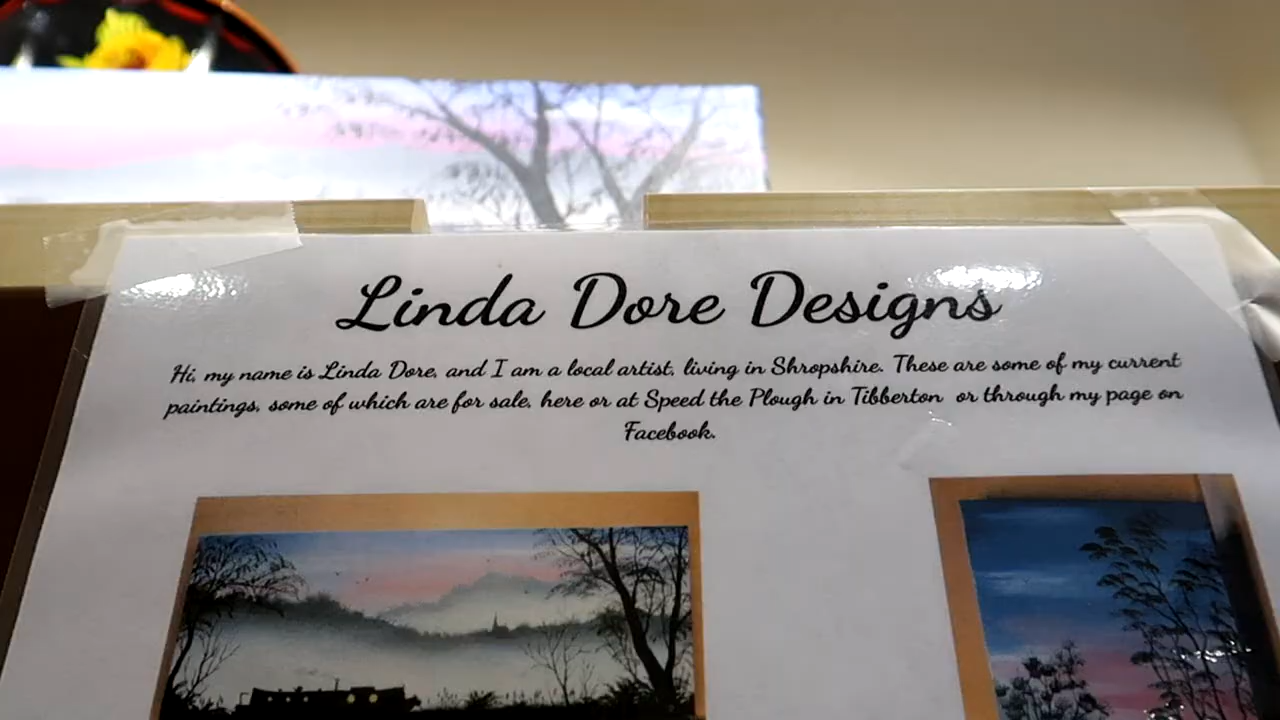 Linda Dore Designs
Hi, my name is Linda Dore, and I am a local artist, living in Shropshire. These are some of my current
paintings, some of which are for sale, here or at Speed the Plough in Tibberton or through my page on
Facebook.